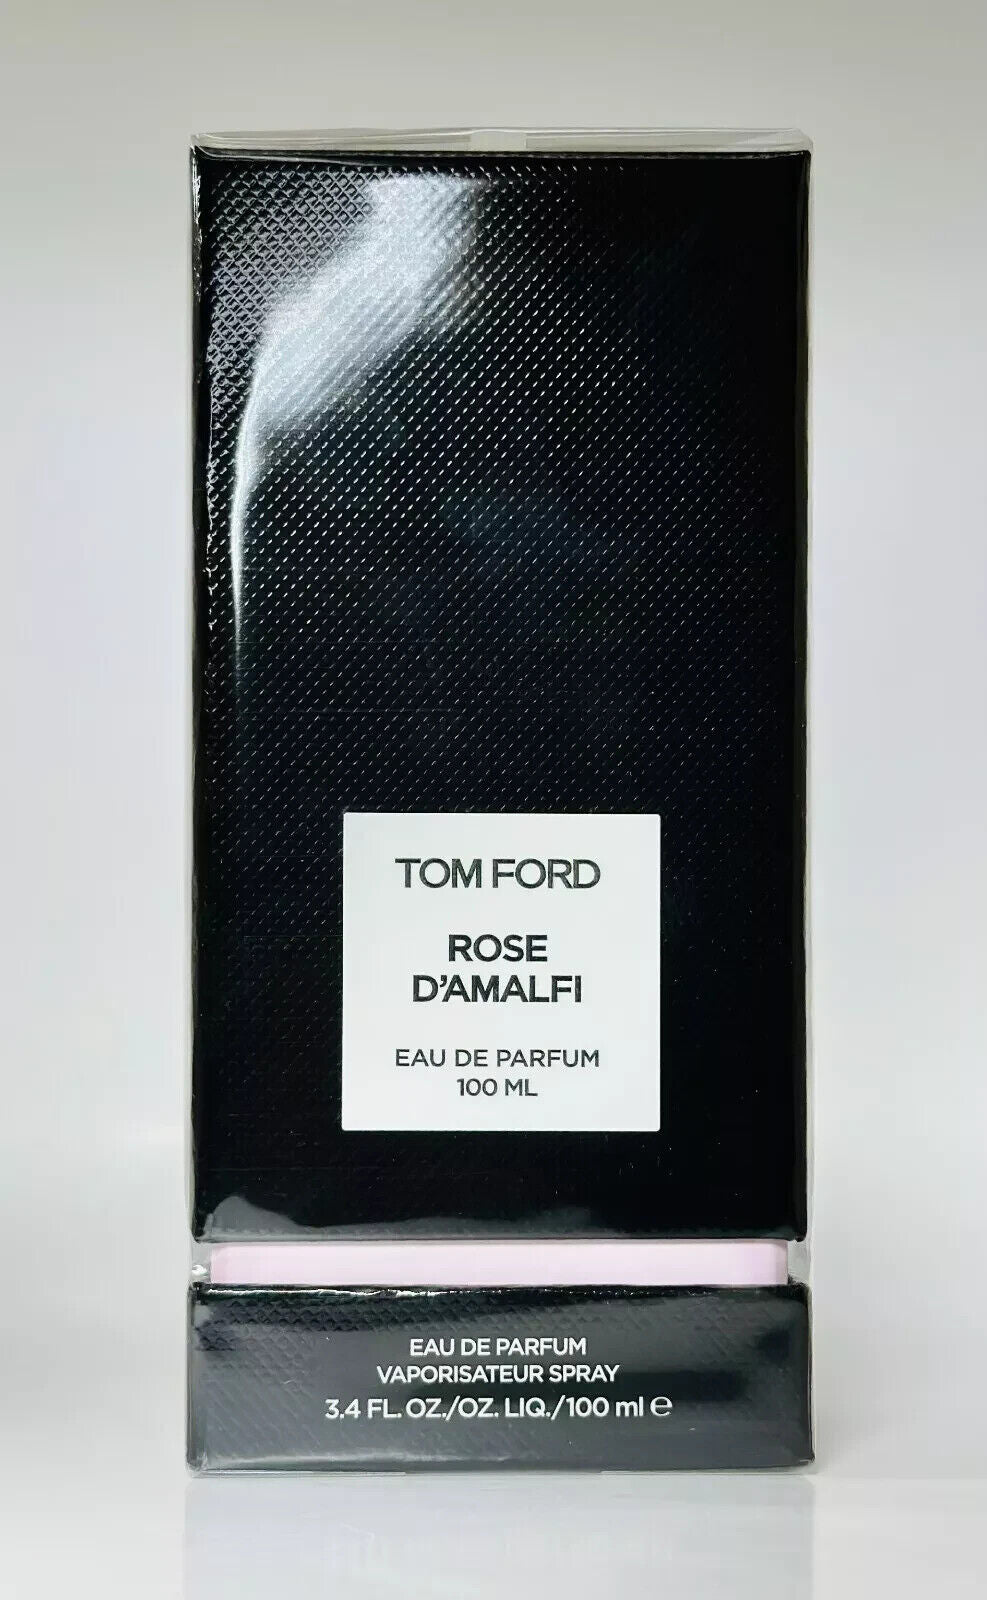 TOM FORD
ROSE
D'AMALFI
EAU DE PARFUM
100 ML
EAU DE PARFUM
VAPORISATEUR SPRAY
3.4 FL. OZ./OZ. LIQ./100 ml ℮